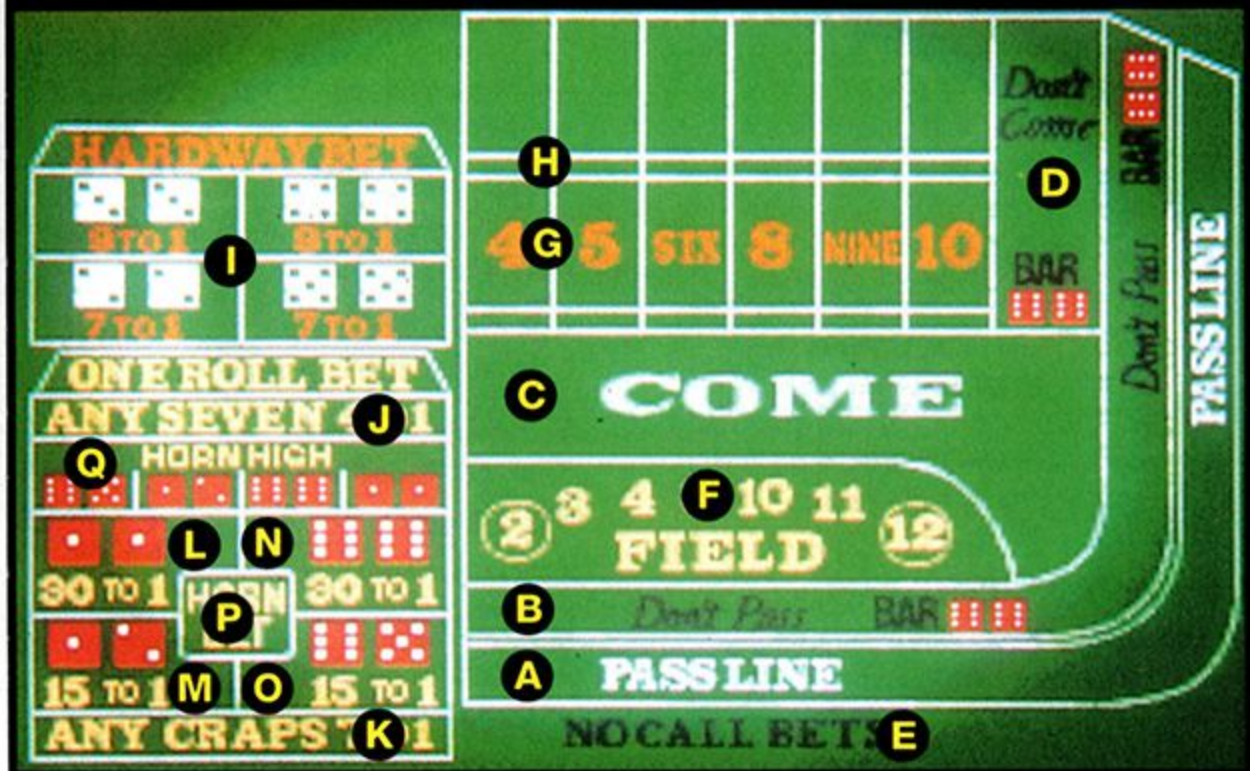 HARDWAY BET
9 TO 1 9 TO 1
7 TO 1 7 TO 1
I
ONE ROLL BET
ANY SEVEN 4 J 1
Q HORN HIGH
L N
30 TO 1 30 TO 1
HORN
P
15 TO 1 M O 15 TO 1
ANY CRAPS 7 K 1
H
4 G 5 SIX 8 NINE 10
Don't
Come
D
BAR
BAR
Don't Pass
PASS LINE
C COME
2 3 4 F 10 11 12
FIELD
B Don't Pass BAR
A PASS LINE
NO CALL BETS E